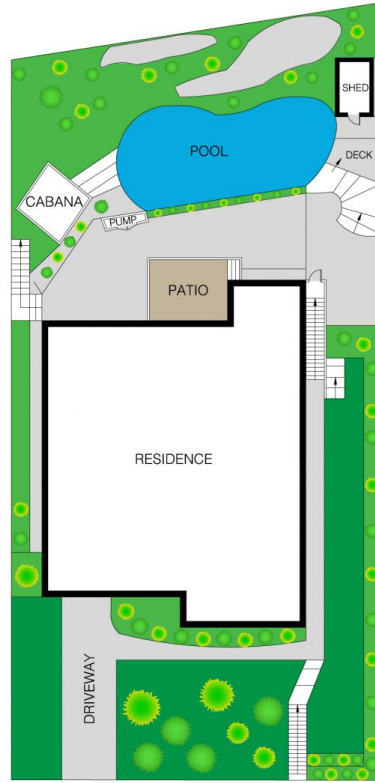 SHED
POOL
DECK
CABANA
PUMP
PATIO
RESIDENCE
DRIVEWAY